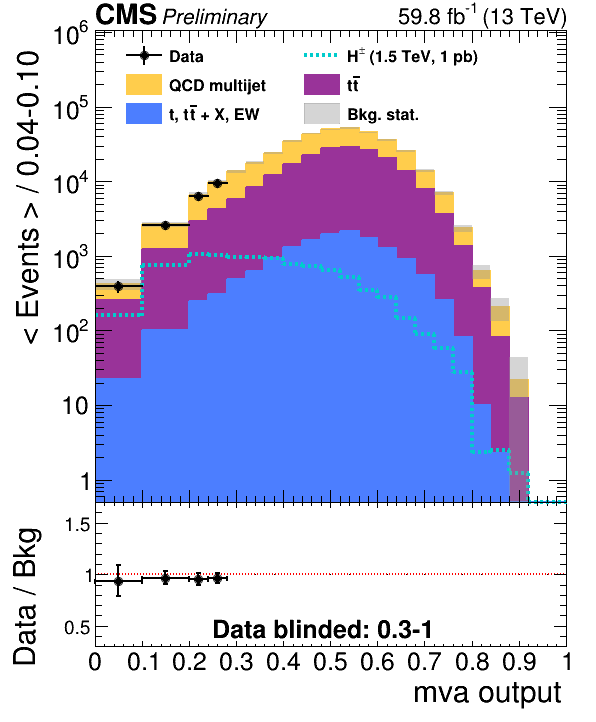 CMS Preliminary 59.8 fb⁻¹ (13 TeV)
< Events > / 0.04-0.10
10⁶
10⁵
10⁴
10³
10²
10
1
Data
H± (1.5 TeV, 1 pb)
QCD multijet
tt̄
t, tt̄ + X, EW
Bkg. stat.
Data / Bkg
1.5
1
0.5
Data blinded: 0.3-1
0 0.1 0.2 0.3 0.4 0.5 0.6 0.7 0.8 0.9 1
mva output